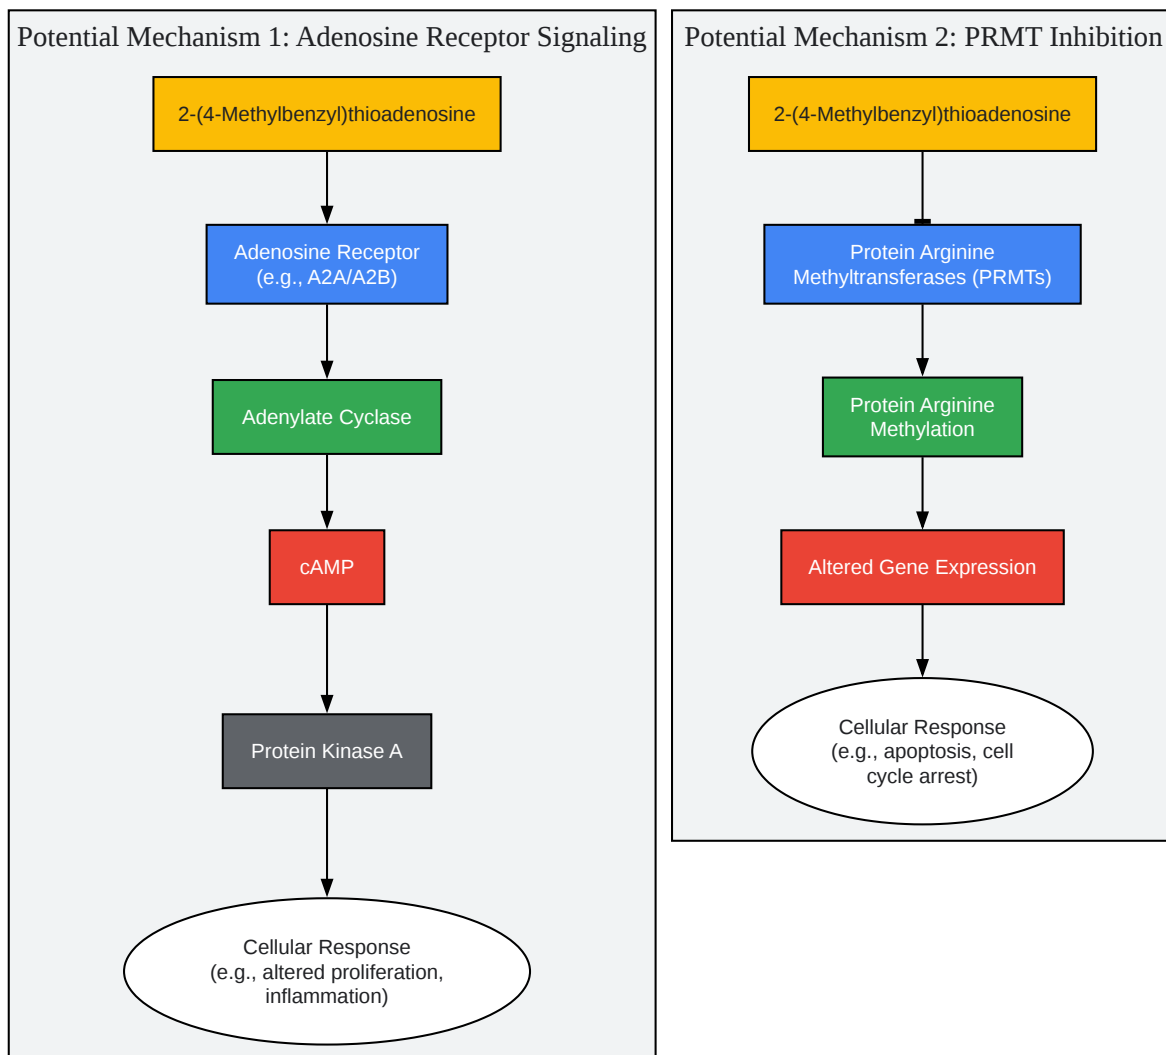 Potential Mechanism 1: Adenosine Receptor Signaling
2-(4-Methylbenzyl)thioadenosine
Adenosine Receptor
(e.g., A2A/A2B)
Adenylate Cyclase
cAMP
Protein Kinase A
Cellular Response
(e.g., altered proliferation,
inflammation)
Potential Mechanism 2: PRMT Inhibition
2-(4-Methylbenzyl)thioadenosine
Protein Arginine
Methyltransferases (PRMTs)
Protein Arginine
Methylation
Altered Gene Expression
Cellular Response
(e.g., apoptosis, cell
cycle arrest)